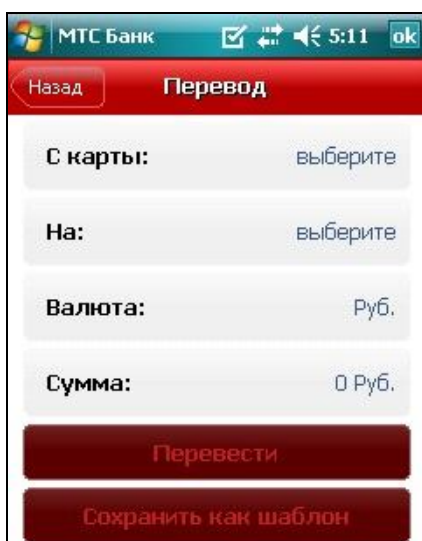 МТС Банк 5:11 ok
Назад Перевод
С карты: выберите
На: выберите
Валюта: Руб.
Сумма: 0 Руб.
Перевести
Сохранить как шаблон